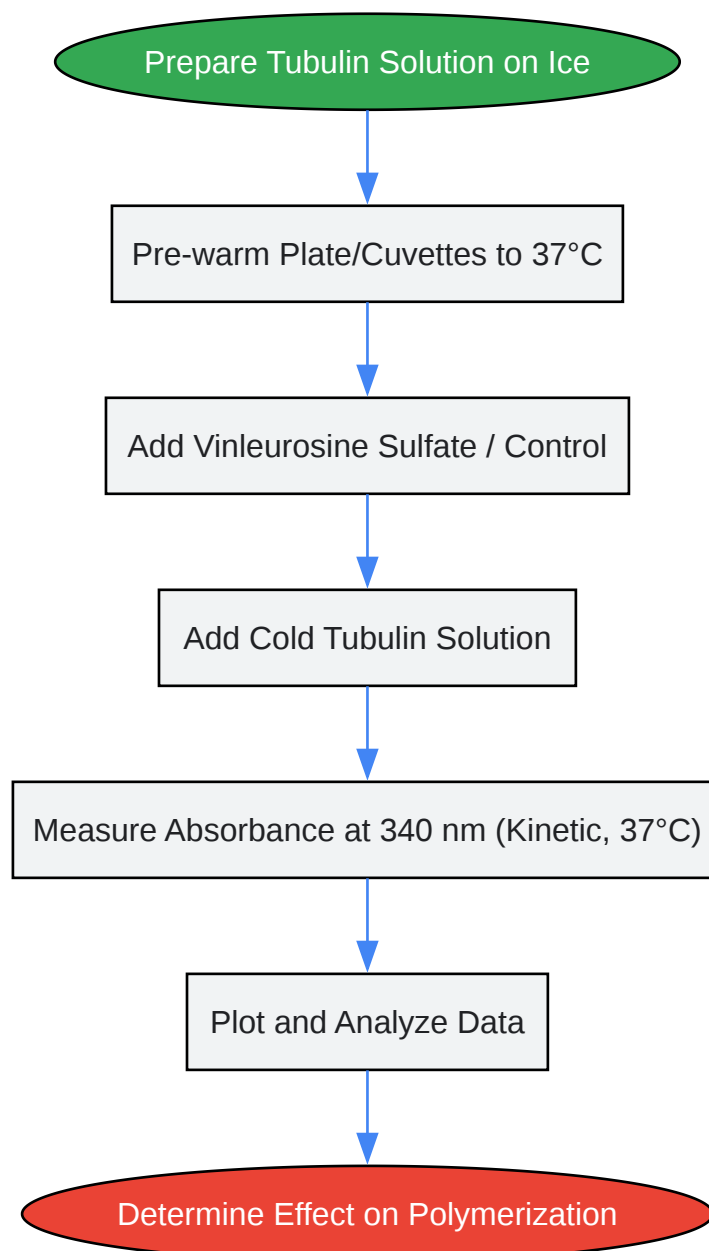 Prepare Tubulin Solution on Ice
Pre-warm Plate/Cuvettes to 37°C
Add Vinleurosine Sulfate / Control
Add Cold Tubulin Solution
Measure Absorbance at 340 nm (Kinetic, 37°C)
Plot and Analyze Data
Determine Effect on Polymerization